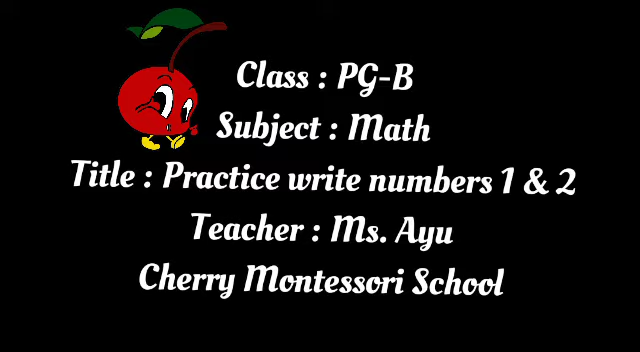 Class : PG-B
Subject : Math
Title : Practice write numbers 1 & 2
Teacher : Ms. Ayu
Cherry Montessori School